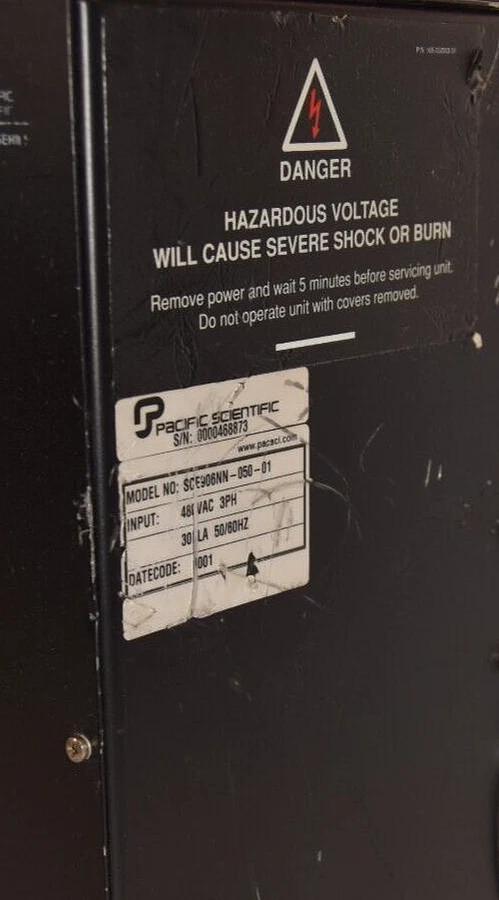 DANGER
HAZARDOUS VOLTAGE
WILL CAUSE SEVERE SHOCK OR BURN
Remove power and wait 5 minutes before servicing unit.
Do not operate unit with covers removed.
PACIFIC SCIENTIFIC
S/N: 0000468873
www.pacsci.com
MODEL NO: SCE906NN-050-01
INPUT: 480VAC 3PH
50/60HZ
DATECODE: